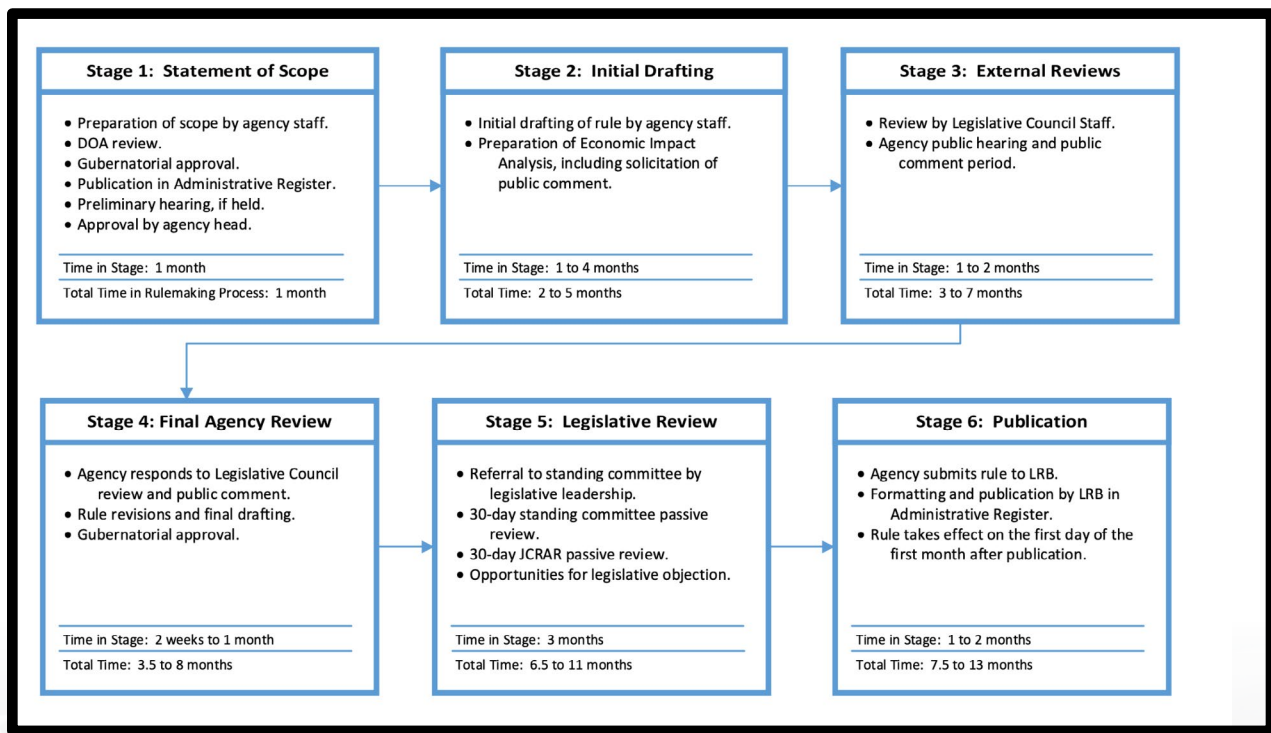 Stage 1: Statement of Scope
• Preparation of scope by agency staff.
• DOA review.
• Gubernatorial approval.
• Publication in Administrative Register.
• Preliminary hearing, if held.
• Approval by agency head.
Time in Stage: 1 month
Total Time in Rulemaking Process: 1 month
Stage 2: Initial Drafting
• Initial drafting of rule by agency staff.
• Preparation of Economic Impact
Analysis, including solicitation of
public comment.
Time in Stage: 1 to 4 months
Total Time: 2 to 5 months
Stage 3: External Reviews
• Review by Legislative Council Staff.
• Agency public hearing and public
comment period.
Time in Stage: 1 to 2 months
Total Time: 3 to 7 months
Stage 4: Final Agency Review
• Agency responds to Legislative Council
review and public comment.
• Rule revisions and final drafting.
• Gubernatorial approval.
Time in Stage: 2 weeks to 1 month
Total Time: 3.5 to 8 months
Stage 5: Legislative Review
• Referral to standing committee by
legislative leadership.
• 30-day standing committee passive
review.
• 30-day JCRAR passive review.
• Opportunities for legislative objection.
Time in Stage: 3 months
Total Time: 6.5 to 11 months
Stage 6: Publication
• Agency submits rule to LRB.
• Formatting and publication by LRB in
Administrative Register.
• Rule takes effect on the first day of the
first month after publication.
Time in Stage: 1 to 2 months
Total Time: 7.5 to 13 months